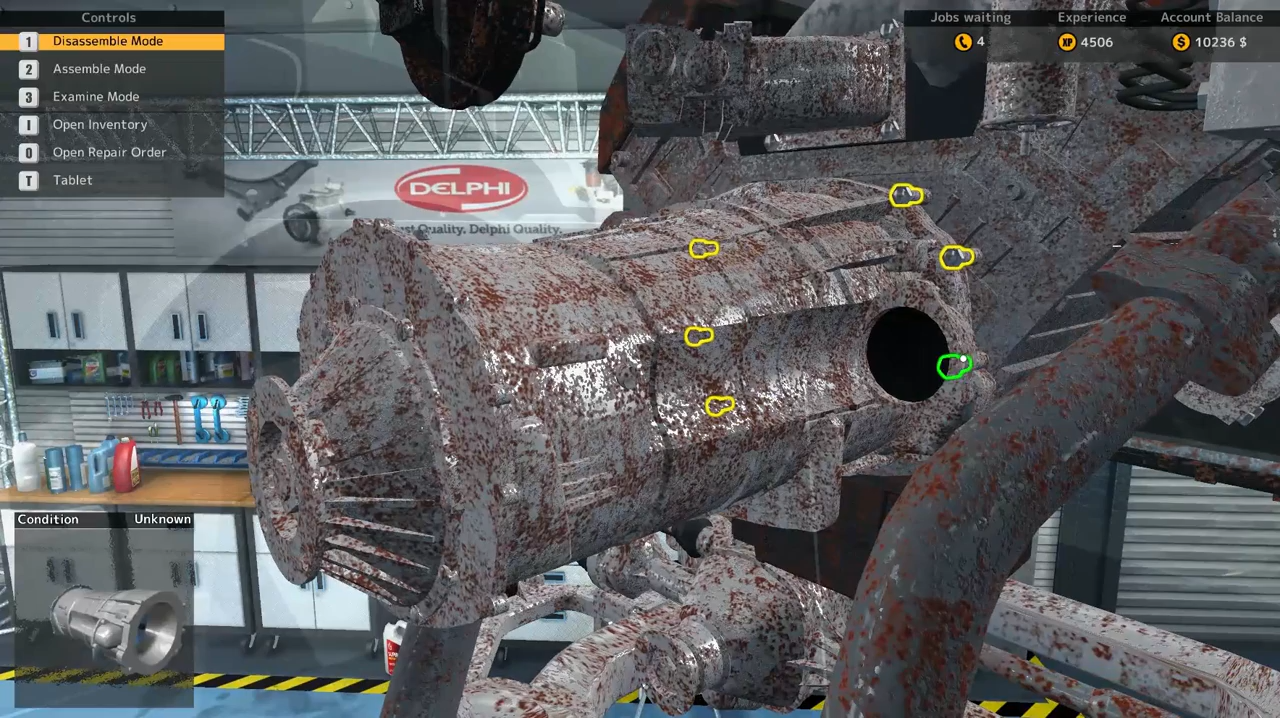 Controls
1 Disassemble Mode
2 Assemble Mode
3 Examine Mode
I Open Inventory
O Open Repair Order
T Tablet
Jobs waiting Experience Account Balance
4 XP 4506 $ 10236 $
DELPHI
Quality. Delphi Quality.
Condition Unknown